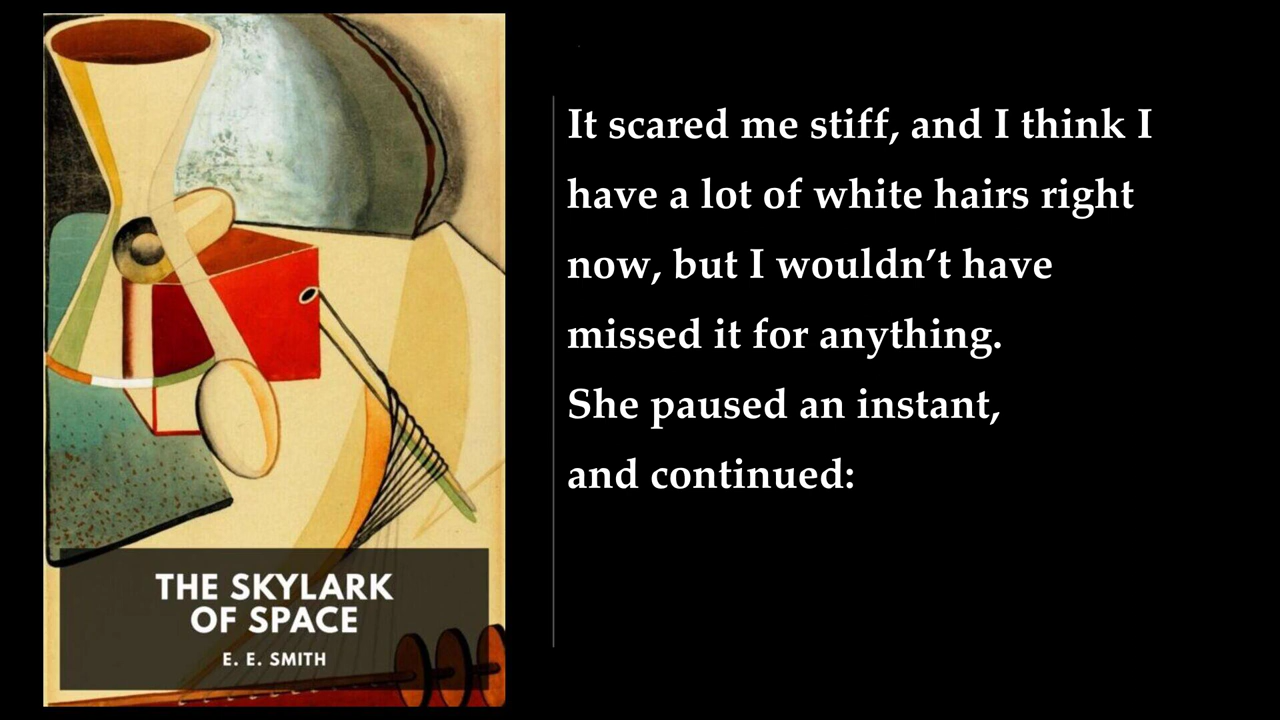 THE SKYLARK
OF SPACE
E. E. SMITH
It scared me stiff, and I think I
have a lot of white hairs right
now, but I wouldn’t have
missed it for anything.
She paused an instant,
and continued: